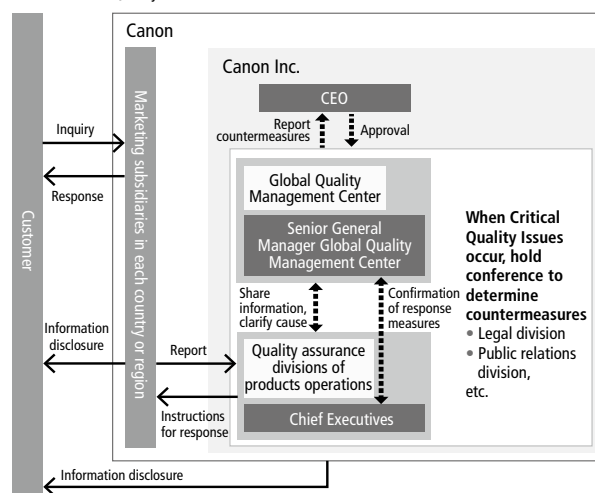 Canon
Canon Inc.
CEO
Report
countermeasures
Approval
Inquiry
Response
Customer
Marketing subsidiaries in each country or region
Global Quality
Management Center
Senior General
Manager Global Quality
Management Center
Share
information,
clarify cause
Confirmation
of response
measures
When Critical
Quality Issues
occur, hold
conference to
determine
countermeasures
• Legal division
• Public relations
division,
etc.
Information
disclosure
Report
Quality assurance
divisions of
products operations
Instructions
for response
Chief Executives
Information disclosure